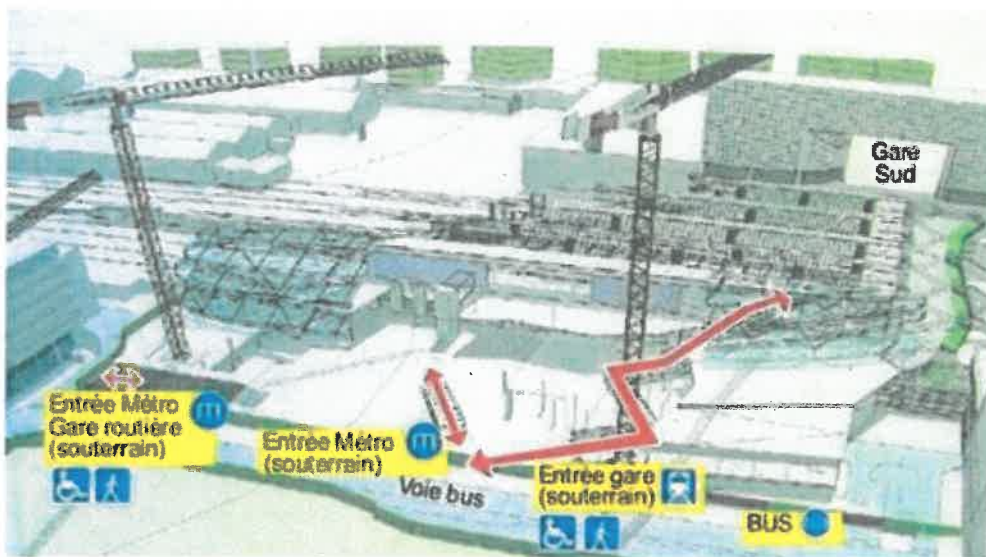 Gare
Sud
Entrée Métro
Gare routière
(souterrain)
m
Entrée Métro
(souterrain)
m
Voie bus
Entrée gare
(souterrain)
BUS